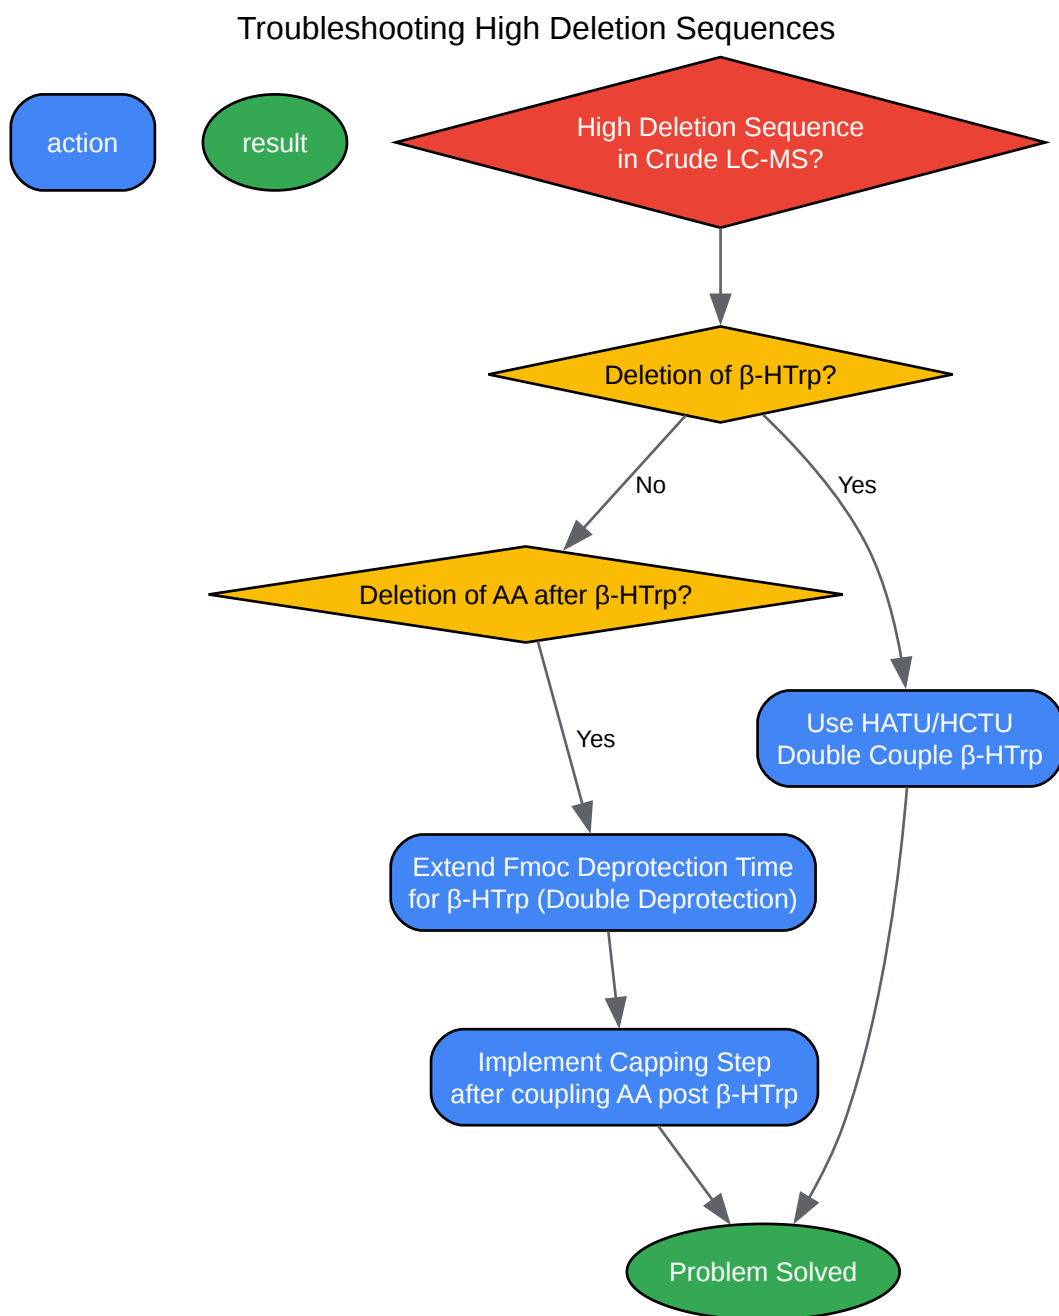 Troubleshooting High Deletion Sequences
action
result
High Deletion Sequence
in Crude LC-MS?
Deletion of β-HTrp?
No
Yes
Deletion of AA after β-HTrp?
Yes
Use HATU/HCTU
Double Couple β-HTrp
Extend Fmoc Deprotection Time
for β-HTrp (Double Deprotection)
Implement Capping Step
after coupling AA post β-HTrp
Problem Solved